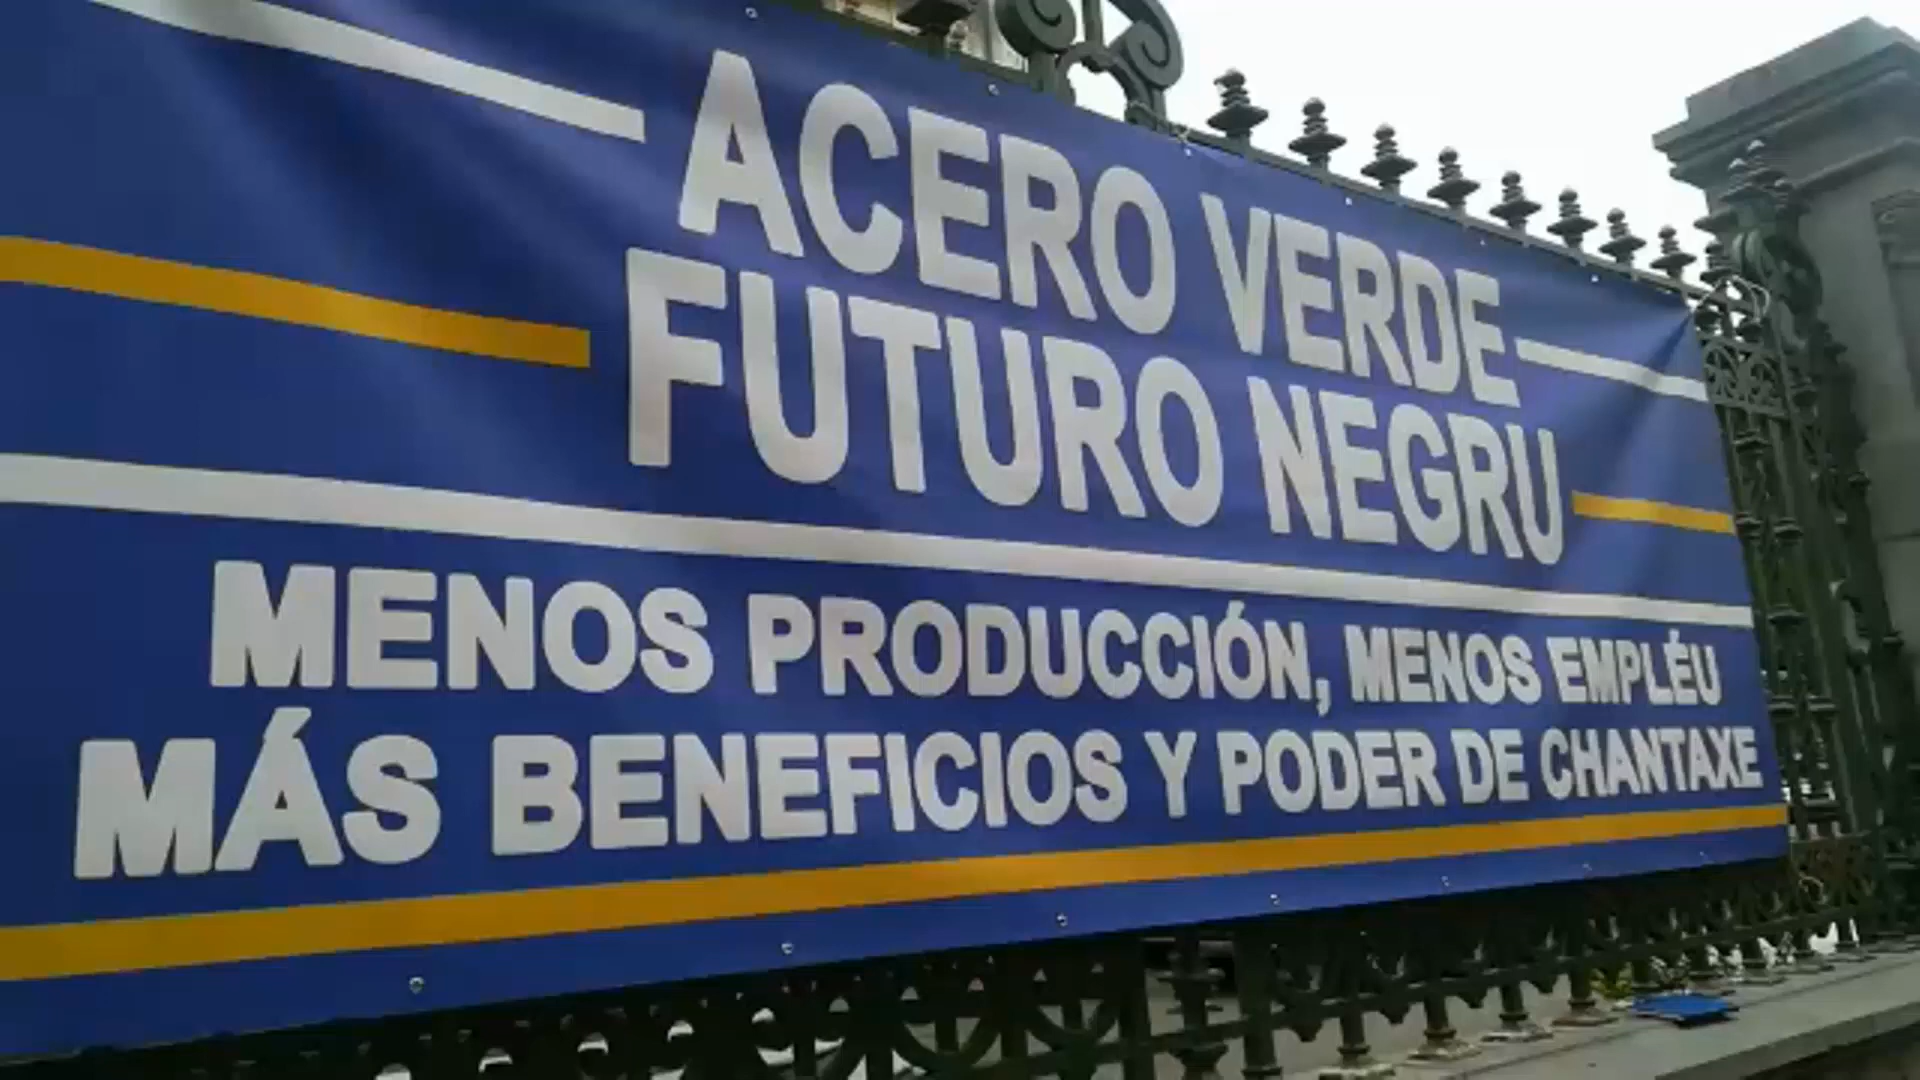 ACERO VERDE
FUTURO NEGRU
MENOS PRODUCCIÓN, MENOS EMPLÉU
MÁS BENEFICIOS Y PODER DE CHANTAXE